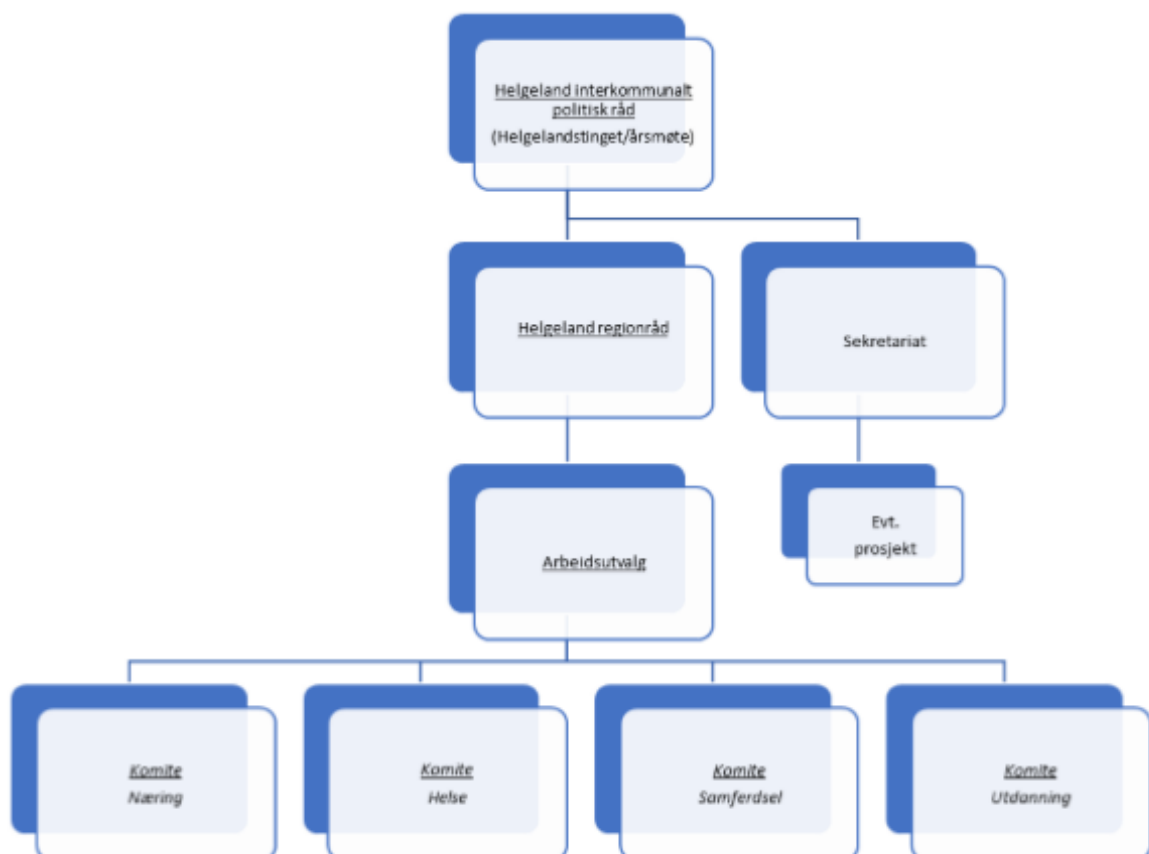 Helgeland interkommunalt
politisk råd
(Helgelandstinget/årsmøte)
Helgeland regionråd
Sekretariat
Arbeidsutvalg
Evt.
prosjekt
Komite
Næring
Komite
Helse
Komite
Samferdsel
Komite
Utdanning